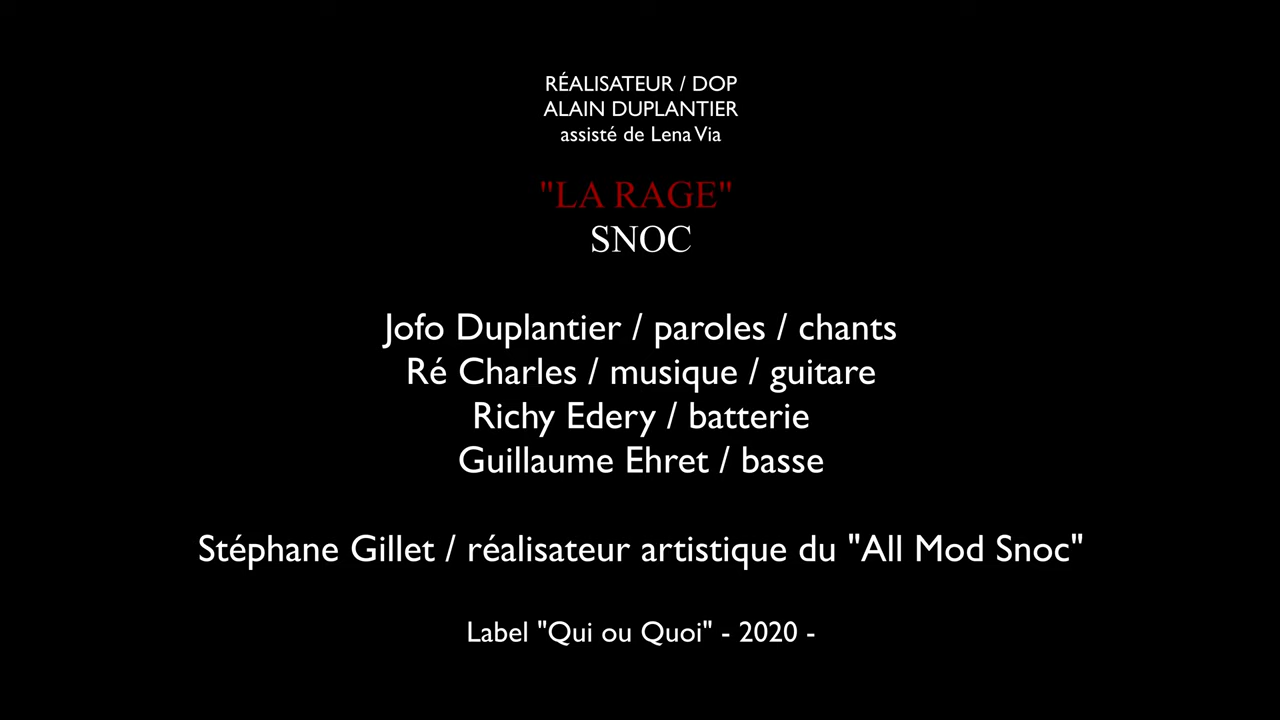 RÉALISATEUR / DOP
ALAIN DUPLANTIER
assisté de Lena Via
"LA RAGE"
SNOC
Jofo Duplantier / paroles / chants
Ré Charles / musique / guitare
Richy Edery / batterie
Guillaume Ehret / basse
Stéphane Gillet / réalisateur artistique du "All Mod Snoc"
Label "Qui ou Quoi" - 2020 -